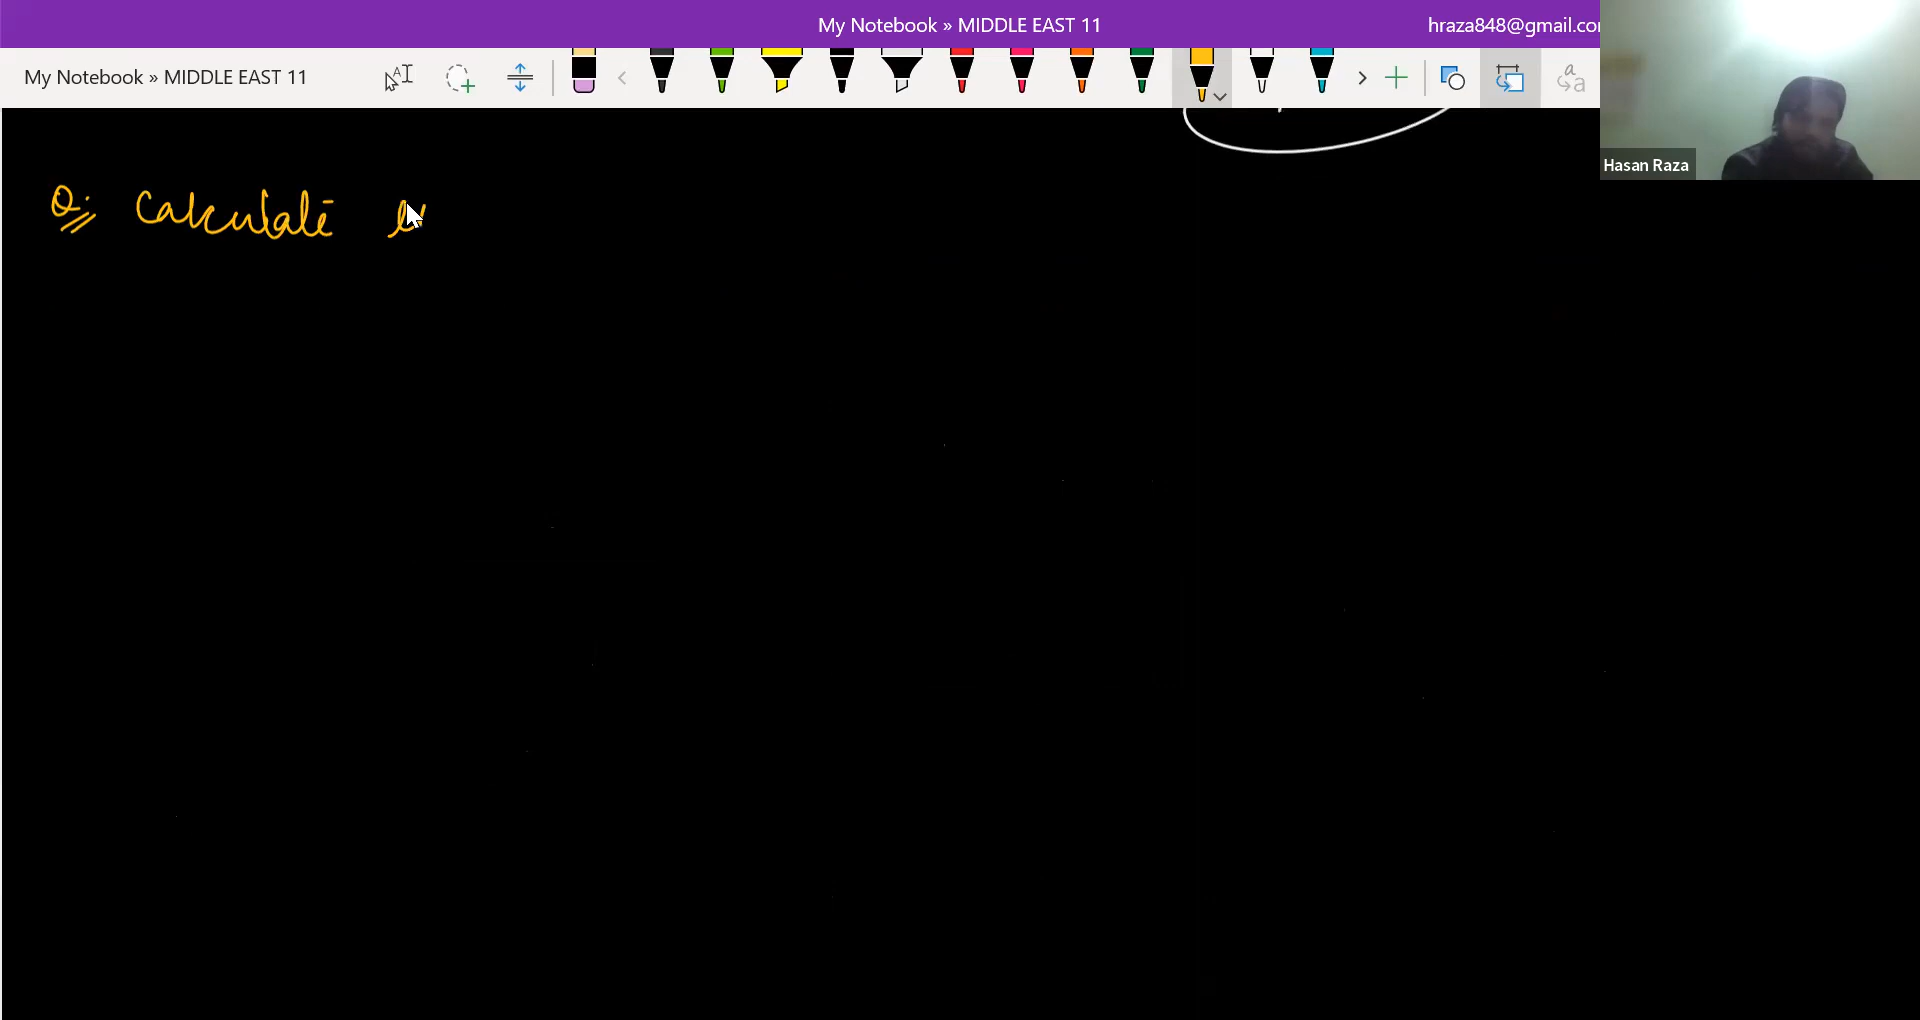 My Notebook » MIDDLE EAST 11
hraza848@gmail.co
My Notebook » MIDDLE EAST 11
Hasan Raza
Q. Calculate